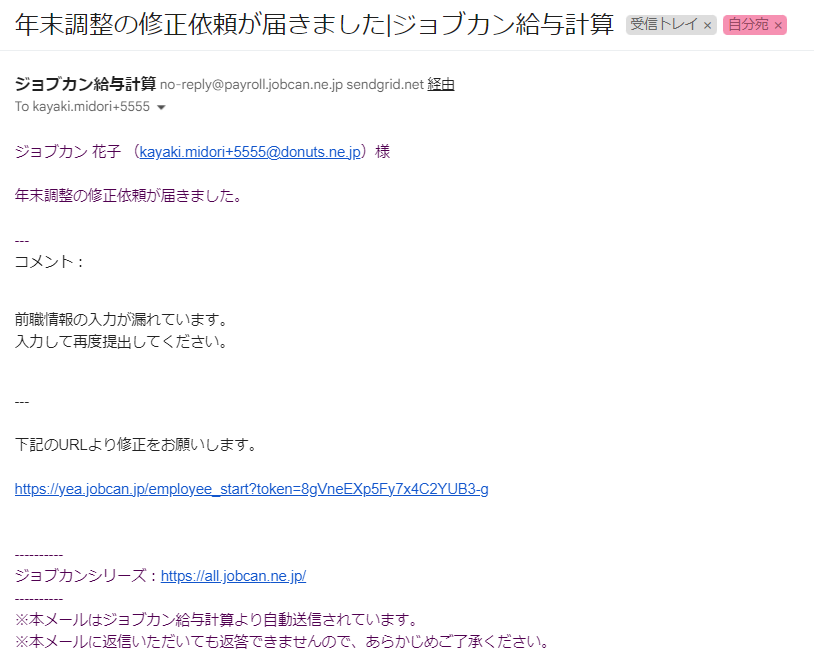 年末調整の修正依頼が届きました|ジョブカン給与計算 受信トレイ × 自分宛 ×
ジョブカン給与計算 no-reply@payroll.jobcan.ne.jp sendgrid.net 経由
To kayaki.midori+5555
ジョブカン 花子 （kayaki.midori+5555@donuts.ne.jp）様
年末調整の修正依頼が届きました。
---
コメント：
前職情報の入力が漏れています。
入力して再度提出してください。
---
下記のURLより修正をお願いします。
https://yea.jobcan.jp/employee_start?token=8gVneEXp5Fy7x4C2YUB3-g
----------
ジョブカンシリーズ：https://all.jobcan.ne.jp/
----------
※本メールはジョブカン給与計算より自動送信されています。
※本メールに返信いただいても返答できませんので、あらかじめご了承ください。